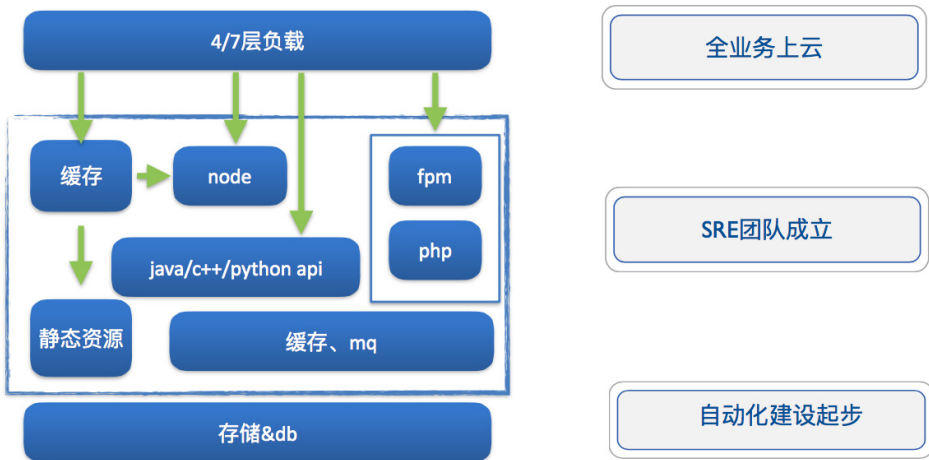 4/7层负载
缓存
node
fpm
php
java/c++/python api
静态资源
缓存、mq
存储&db
全业务上云
SRE团队成立
自动化建设起步